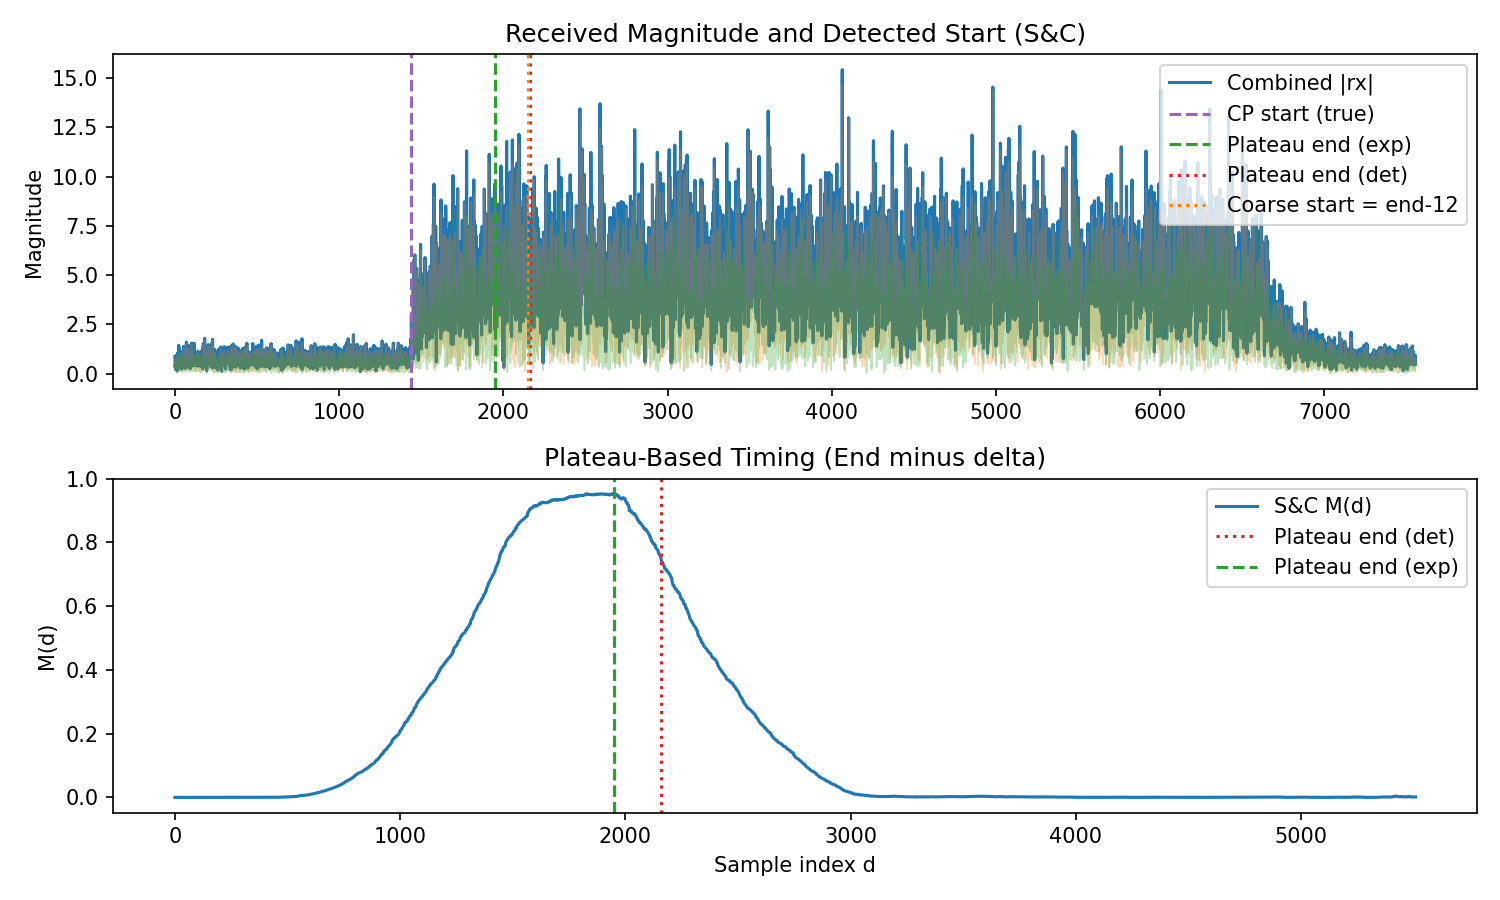 Received Magnitude and Detected Start (S&C)
15.0
12.5
10.0
7.5
5.0
2.5
0.0
Magnitude
Combined |rx|
CP start (true)
Plateau end (exp)
Plateau end (det)
Coarse start = end-12
0 1000 2000 3000 4000 5000 6000 7000
Plateau-Based Timing (End minus delta)
1.0
0.8
0.6
0.4
0.2
0.0
M(d)
S&C M(d)
Plateau end (det)
Plateau end (exp)
0 1000 2000 3000 4000 5000
Sample index d